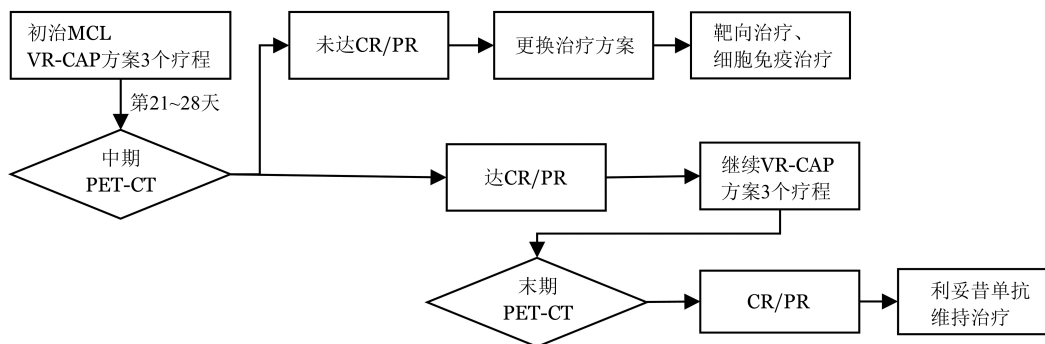 初治MCL
VR-CAP方案3个疗程
未达CR/PR
更换治疗方案
靶向治疗、
细胞免疫治疗
第21~28天
中期
PET-CT
达CR/PR
继续VR-CAP
方案3个疗程
末期
PET-CT
CR/PR
利妥昔单抗
维持治疗